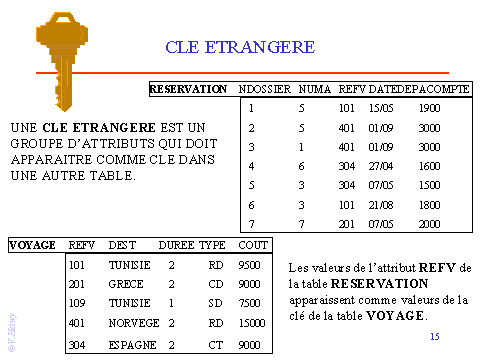 CLE ETRANGERE
RESERVATION NDOSSIER NUMA REFV DATEDEPACOMPTE
1 5 101 15/05 1900
2 5 401 01/09 3000
3 1 401 01/09 3000
4 6 304 27/04 1600
5 3 304 07/05 1500
6 3 101 21/08 1800
7 7 201 07/05 2000
UNE CLE ETRANGERE EST UN
GROUPE D'ATTRIBUTS QUI DOIT
APPARAITRE COMME CLE DANS
UNE AUTRE TABLE.
VOYAGE REFV DEST DUREE TYPE COUT
101 TUNISIE 2 RD 9500
201 GRECE 2 CD 9000
109 TUNISIE 1 SD 7500
401 NORVEGE 2 RD 15000
304 ESPAGNE 2 CT 9000
Les valeurs de l'attribut REFV de
la table RESERVATION
apparaissent comme valeurs de la
clé de la table VOYAGE.
15